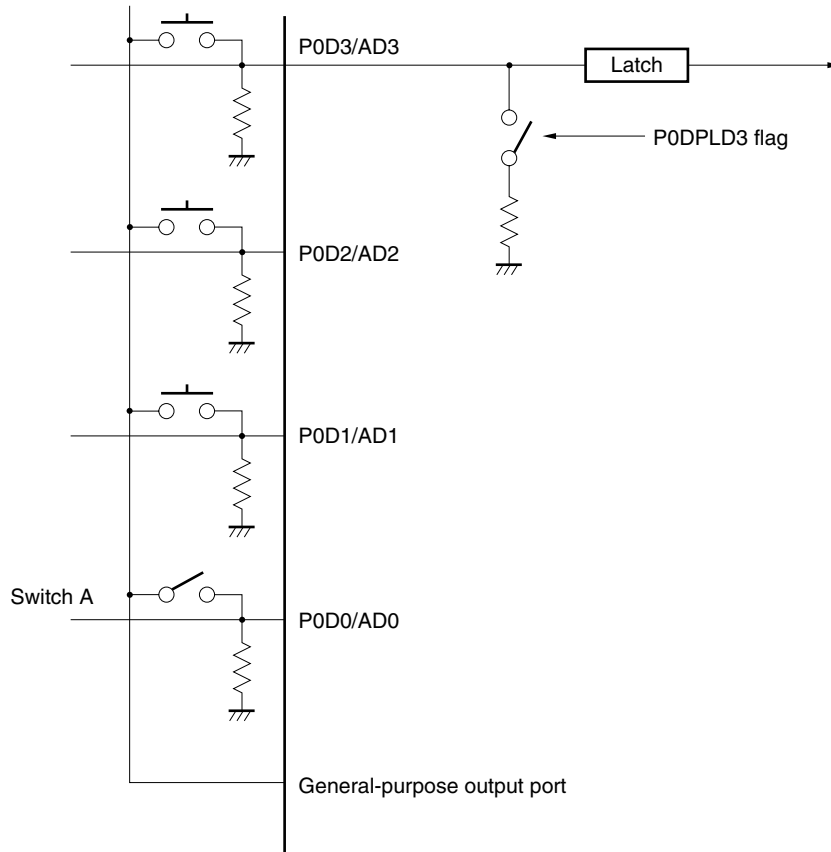 P0D3/AD3
Latch
P0DPLD3 flag
P0D2/AD2
P0D1/AD1
Switch A
P0D0/AD0
General-purpose output port